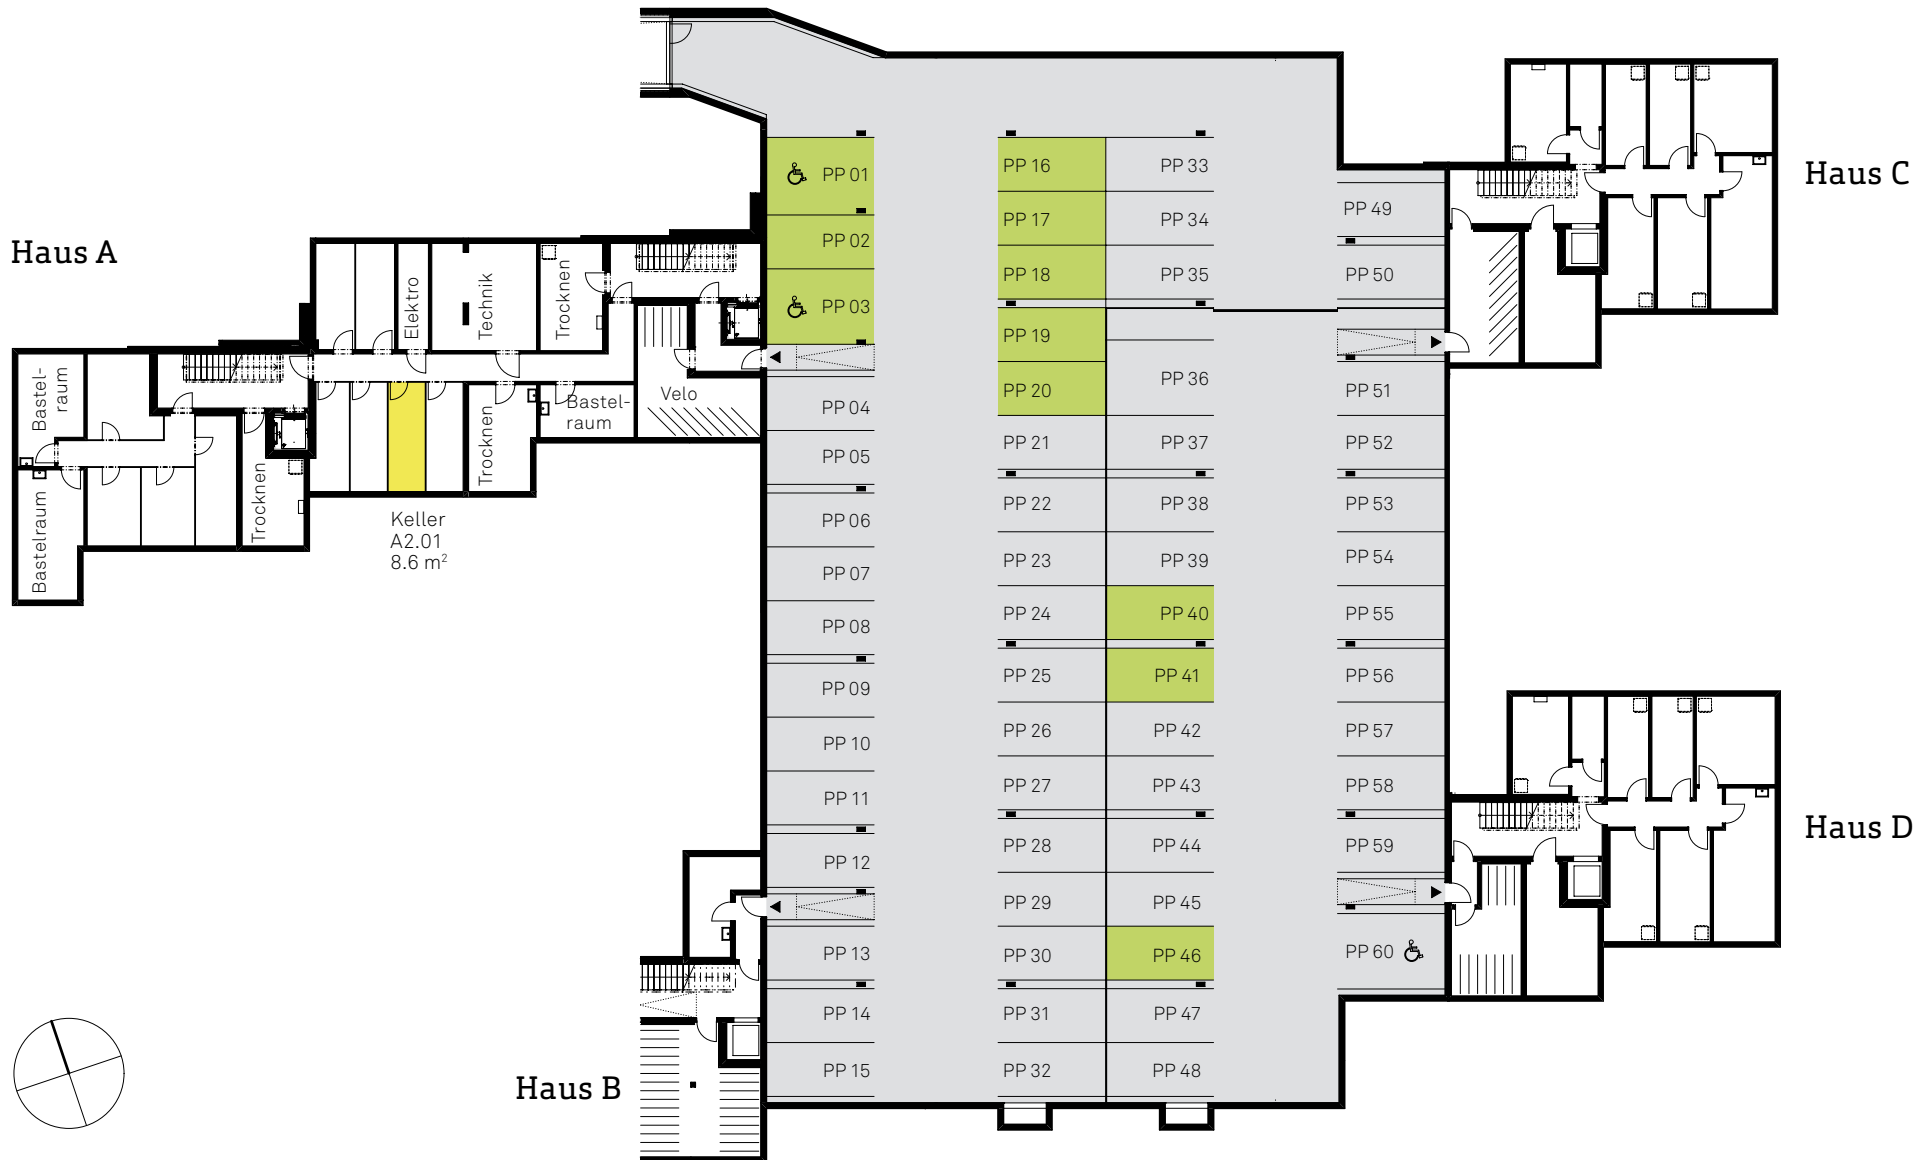 Haus A
Bastel-
raum
Bastelraum
Trocknen
Elektro
Technik
Trocknen
Trocknen
Bastel-
raum
Velo
Keller
A2.01
8.6 m²
Haus B
PP 01
PP 02
PP 03
PP 04
PP 05
PP 06
PP 07
PP 08
PP 09
PP 10
PP 11
PP 12
PP 13
PP 14
PP 15
PP 16
PP 17
PP 18
PP 19
PP 20
PP 21
PP 22
PP 23
PP 24
PP 25
PP 26
PP 27
PP 28
PP 29
PP 30
PP 31
PP 32
PP 33
PP 34
PP 35
PP 36
PP 37
PP 38
PP 39
PP 40
PP 41
PP 42
PP 43
PP 44
PP 45
PP 46
PP 47
PP 48
PP 49
PP 50
PP 51
PP 52
PP 53
PP 54
PP 55
PP 56
PP 57
PP 58
PP 59
PP 60
Haus C
Haus D